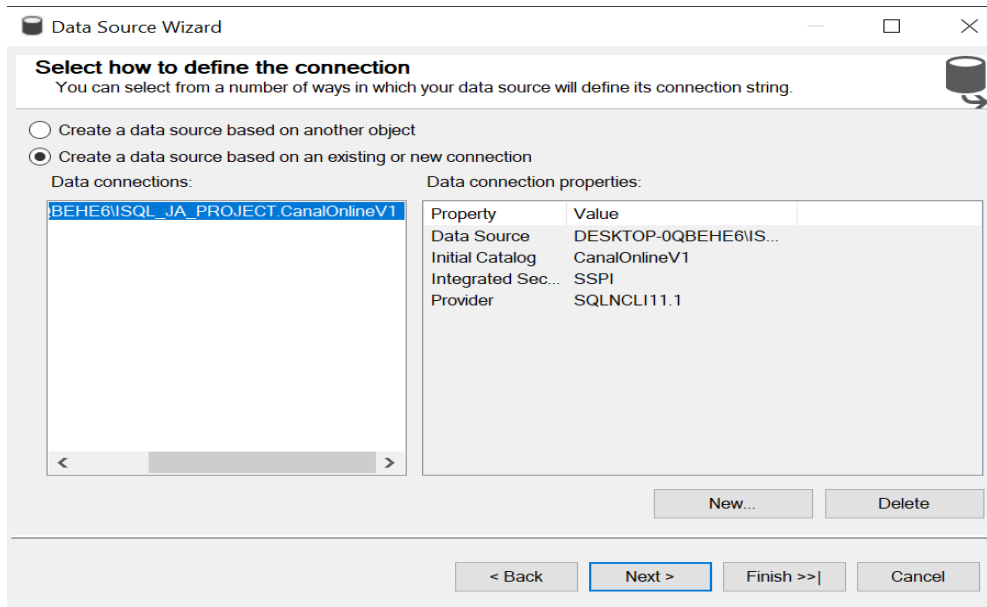 Data Source Wizard
Select how to define the connection
You can select from a number of ways in which your data source will define its connection string.
Create a data source based on another object
Create a data source based on an existing or new connection
Data connections:
Data connection properties:
BEHE6\ISQL_JA_PROJECT.CanalOnlineV1
Property Value
Data Source DESKTOP-0QBEHE6\IS...
Initial Catalog CanalOnlineV1
Integrated Sec... SSPI
Provider SQLNCLI11.1
New...
Delete
< Back
Next >
Finish >>|
Cancel